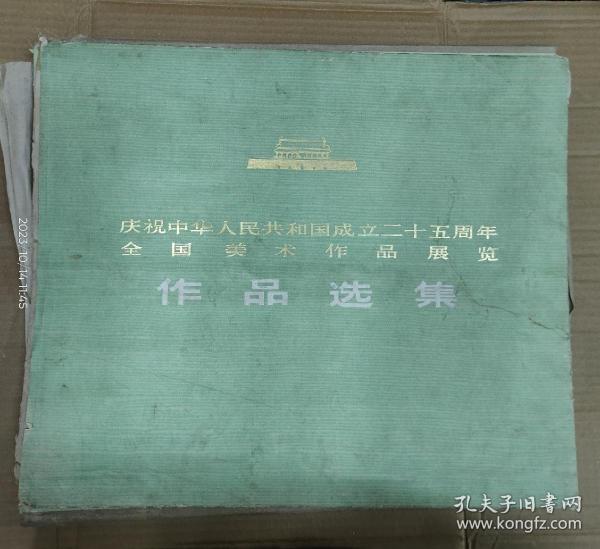 庆祝中华人民共和国成立二十五周年
全国美术作品展览
作品选集
2023.10.14 11:45
孔夫子旧书网
www.kongfz.com